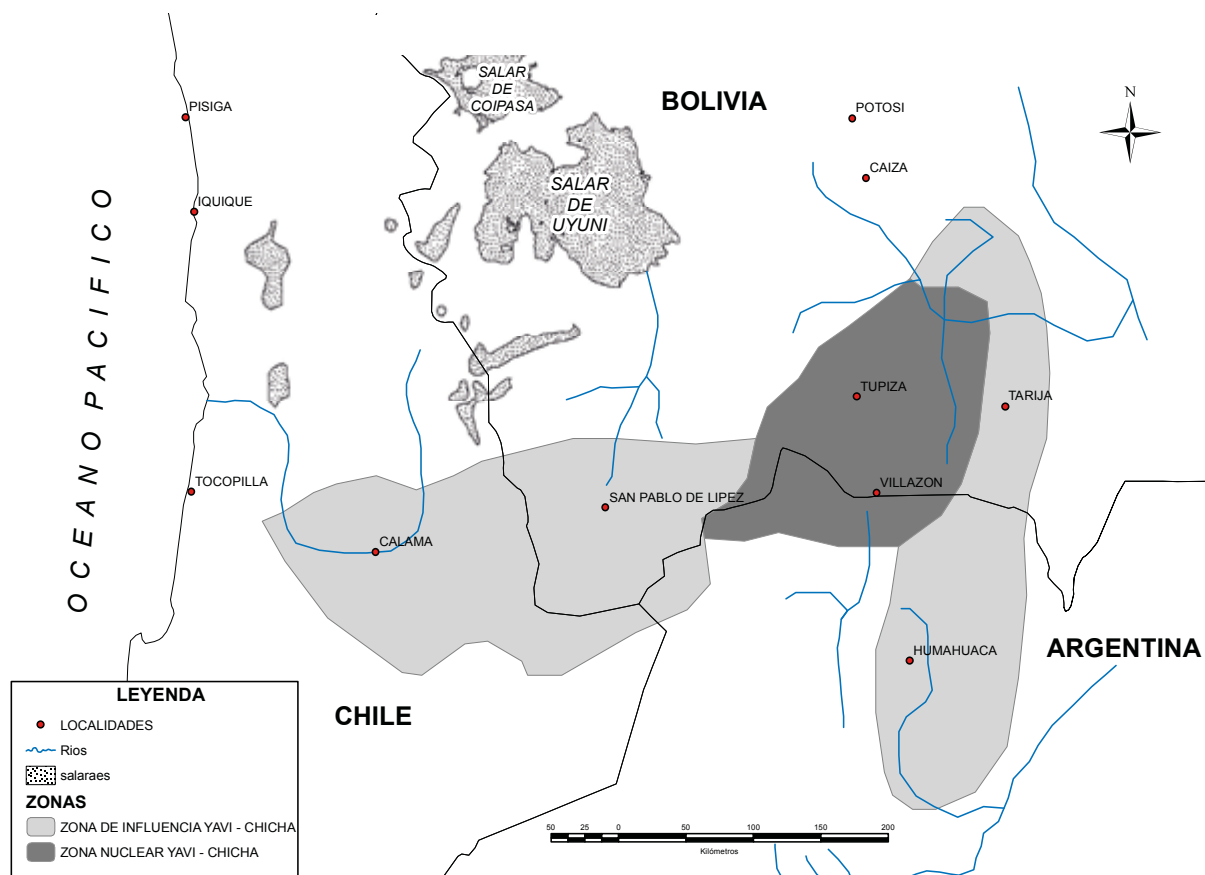 SALAR
DE
COIPASA
BOLIVIA
PISIGA
POTOSI
N
CAIZA
SALAR
DE
UYUNI
IQUIQUE
OCEANO PACIFICO
TUPIZA
TARIJA
TOCOPILLA
SAN PABLO DE LIPEZ
VILLAZON
CALAMA
HUMAHUACA
ARGENTINA
CHILE
LEYENDA
LOCALIDADES
Rios
salaraes
ZONAS
ZONA DE INFLUENCIA YAVI - CHICHA
ZONA NUCLEAR YAVI - CHICHA
50 25 0 50 100 150 200
Kilómetros